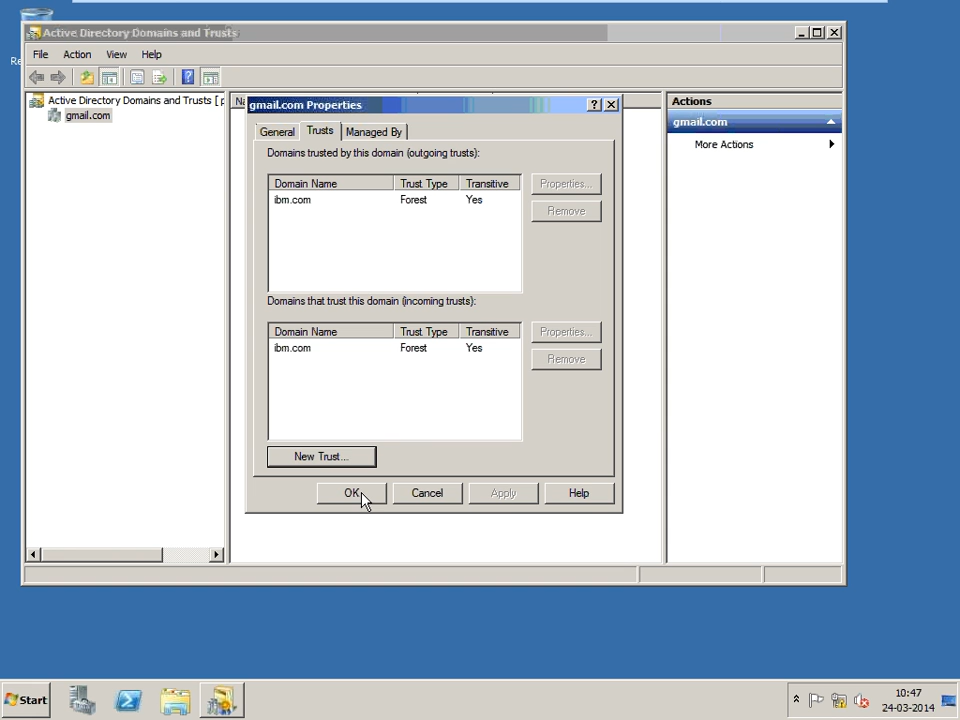 Re
Active Directory Domains and Trusts
File Action View Help
Active Directory Domains and Trusts [ p
gmail.com
Na
gmail.com Properties
General Trusts Managed By
Domains trusted by this domain (outgoing trusts):
Domain Name Trust Type Transitive
ibm.com Forest Yes
Properties...
Remove
Domains that trust this domain (incoming trusts):
Domain Name Trust Type Transitive
ibm.com Forest Yes
Properties...
Remove
New Trust...
OK Cancel Apply Help
Actions
gmail.com
More Actions
Start
10:47
24-03-2014